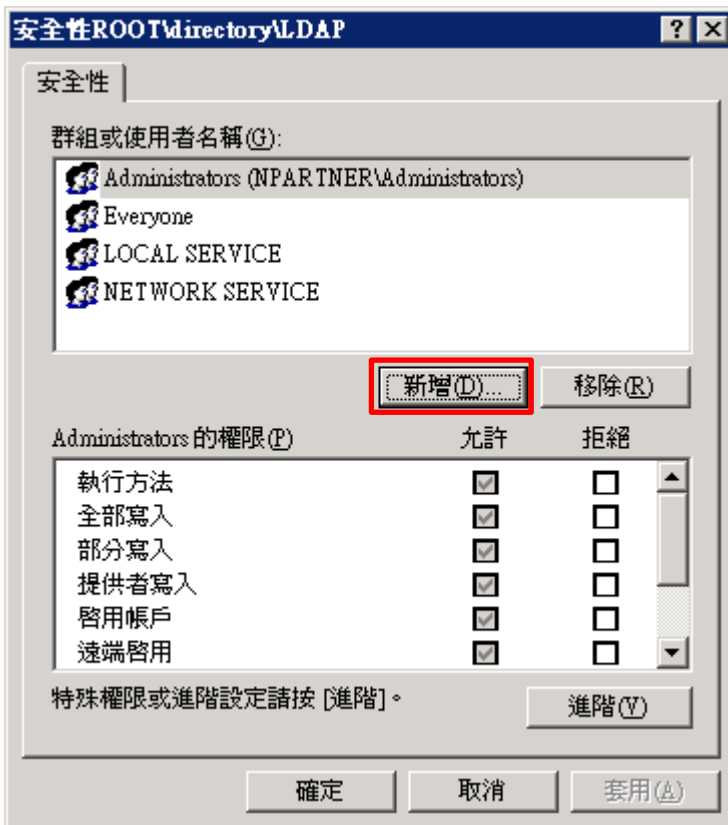 安全性ROOT\directory\LDAP
安全性
群組或使用者名稱(G):
Administrators (NPARTNER\Administrators)
Everyone
LOCAL SERVICE
NETWORK SERVICE
新增(D)... 移除(R)
Administrators 的權限(P) 允許 拒絕
執行方法
全部寫入
部分寫入
提供者寫入
啓用帳戶
遠端啓用
特殊權限或進階設定請按 [進階]。 進階(V)
確定 取消 套用(A)